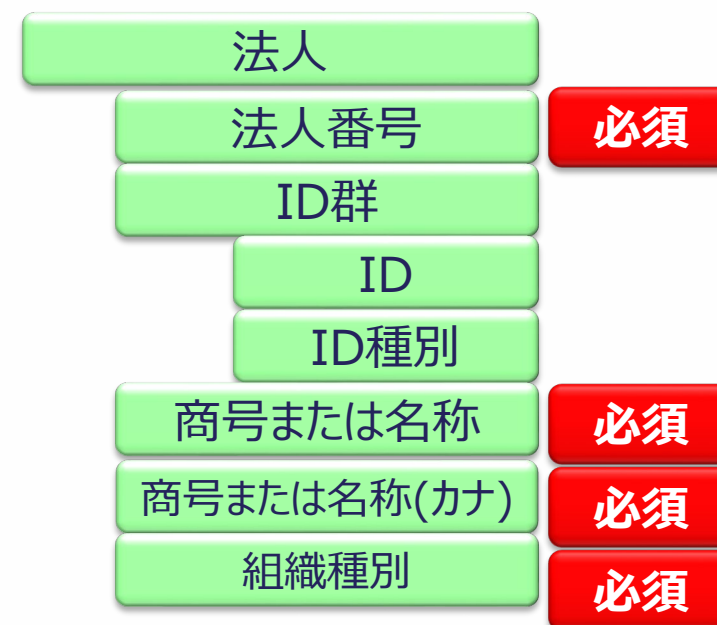 法人
法人番号 必須
ID群
ID
ID種別
商号または名称 必須
商号または名称(カナ) 必須
組織種別 必須